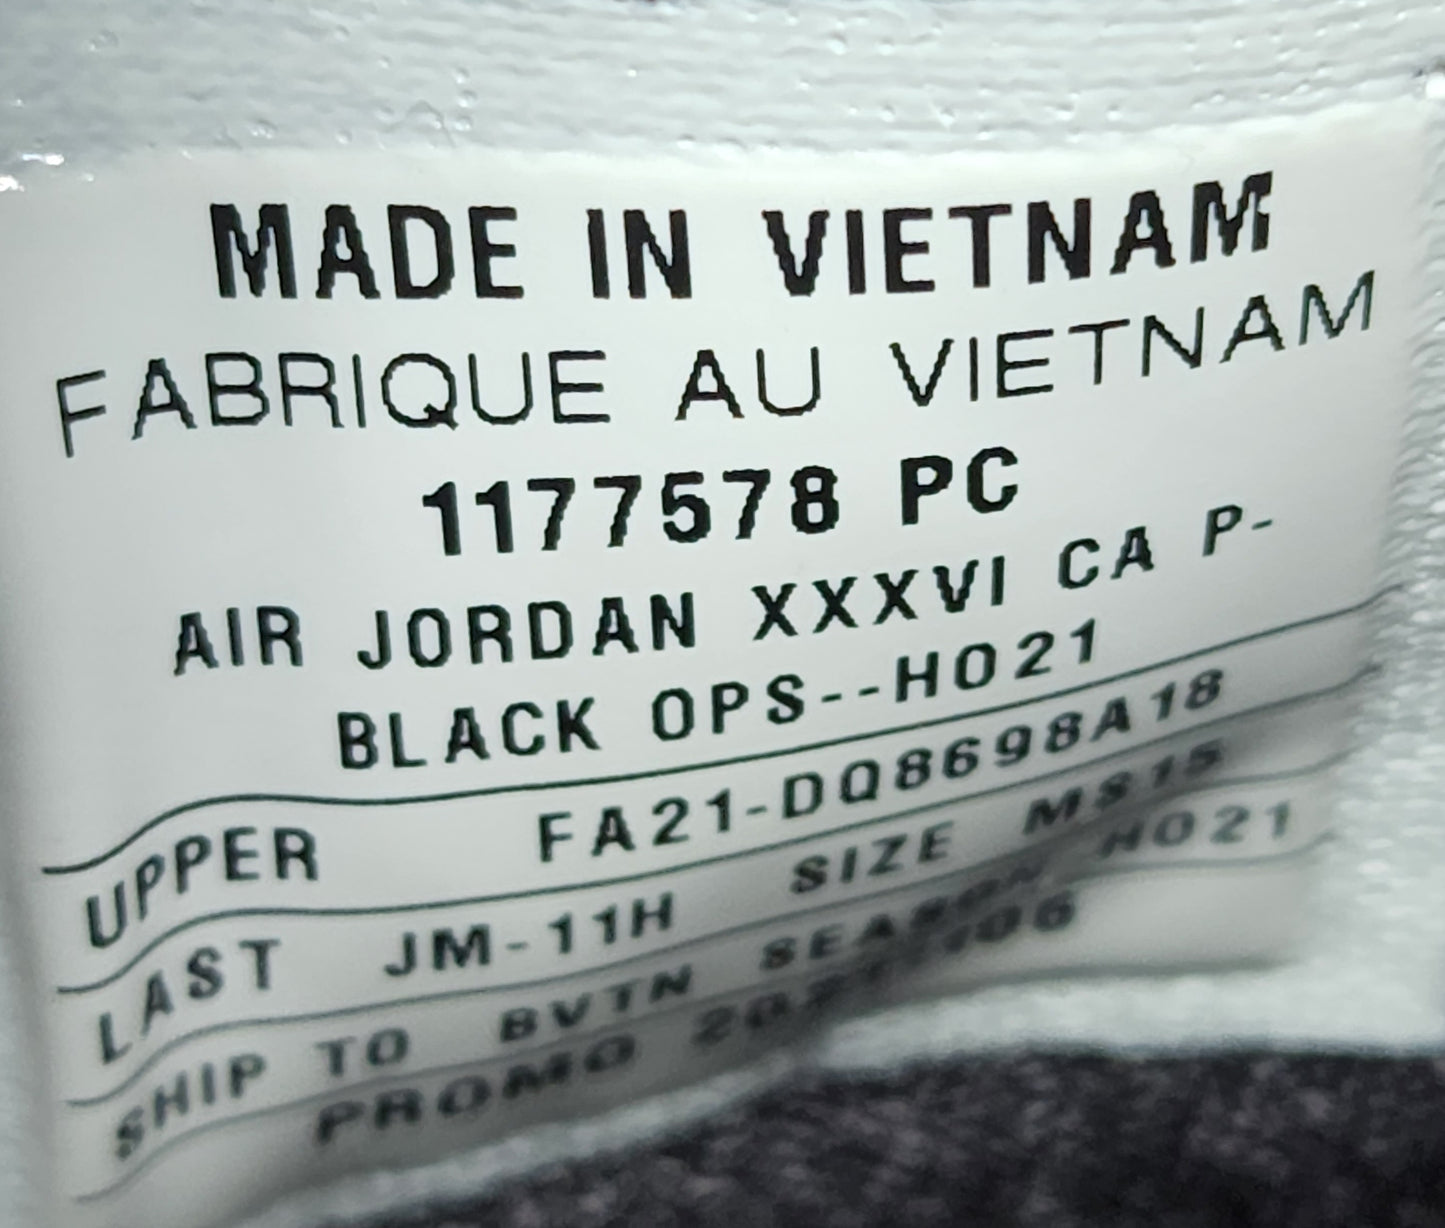 MADE IN VIETNAM
FABRIQUE AU VIETNAM
1177578 PC
AIR JORDAN XXXVI CA P-
BLACK OPS--HO21
UPPER FA21-DQ8698A18
LAST JM-11H SIZE MS15
SHIP TO BVTN SEASON HO21
PROMO